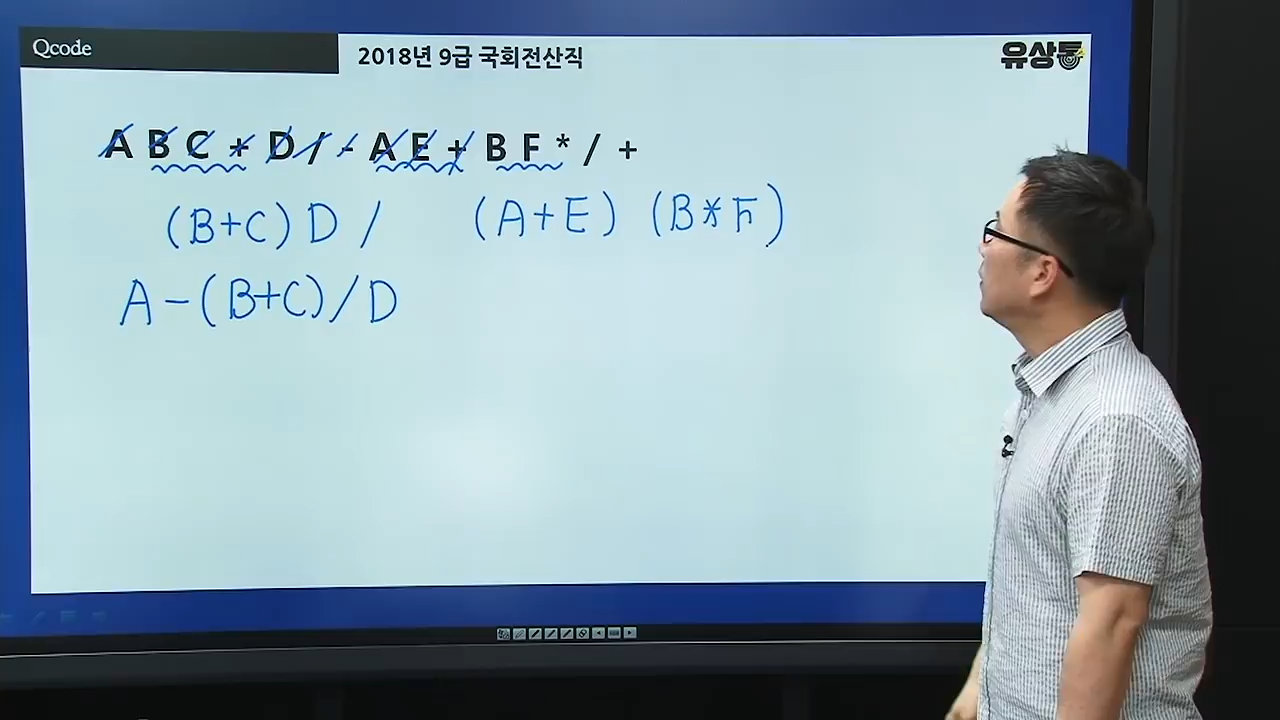 Qcode
2018년 9급 국회전산직
유상통
A B C + D / - A E + B F * / +
(B+C) D / (A+E) (B*F)
A-(B+C)/D